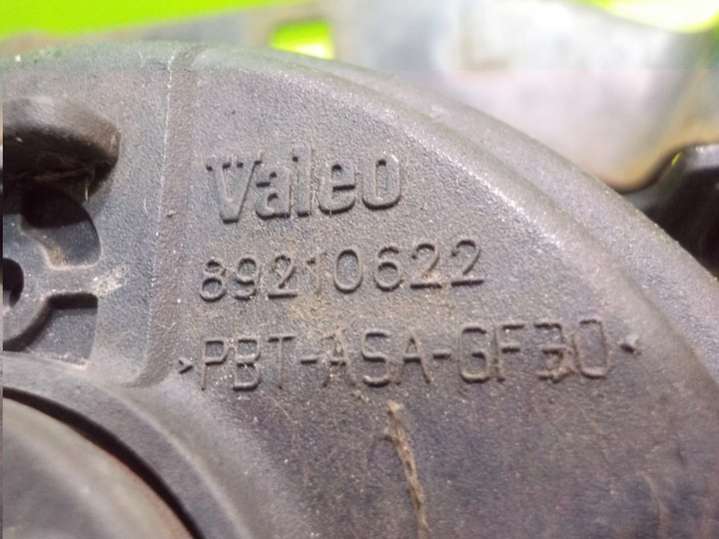 Valeo
89210622
>PBT-ASA-GF30<